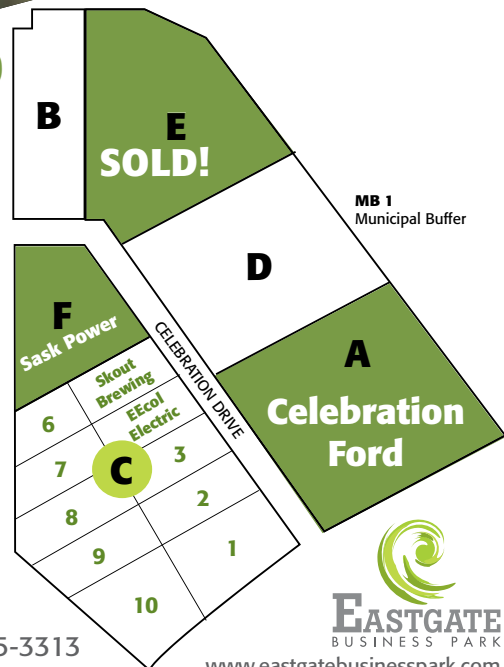 B
E
SOLD!
MB 1
Municipal Buffer
D
F
Sask Power
CELEBRATION DRIVE
A
Celebration
Ford
Skout
Brewing
EEcol
Electric
6
7
C
3
8
2
9
1
10
5-3313
EASTGATE
BUSINESS PARK
www.eastgatebusinesspark.com